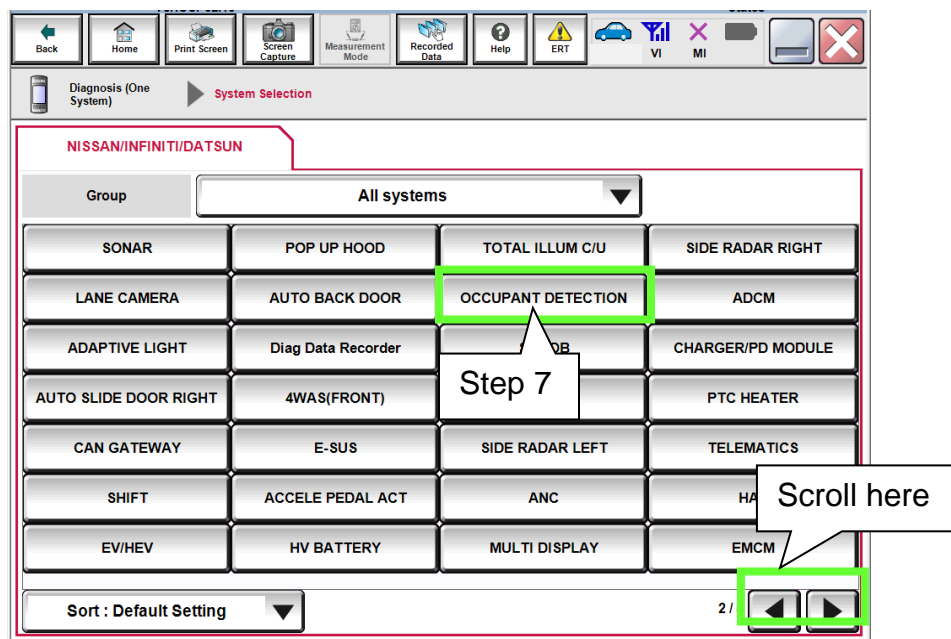 Back
Home
Print Screen
Screen
Capture
Measurement
Mode
Recorded
Data
Help
ERT
VI
MI
Diagnosis (One
System)
System Selection
NISSAN/INFINITI/DATSUN
Group
All systems
SONAR
POP UP HOOD
TOTAL ILLUM C/U
SIDE RADAR RIGHT
LANE CAMERA
AUTO BACK DOOR
OCCUPANT DETECTION
ADCM
ADAPTIVE LIGHT
Diag Data Recorder
CHARGER/PD MODULE
Step 7
AUTO SLIDE DOOR RIGHT
4WAS(FRONT)
PTC HEATER
CAN GATEWAY
E-SUS
SIDE RADAR LEFT
TELEMATICS
SHIFT
ACCELE PEDAL ACT
ANC
Scroll here
EV/HEV
HV BATTERY
MULTI DISPLAY
EMCM
Sort : Default Setting
2/